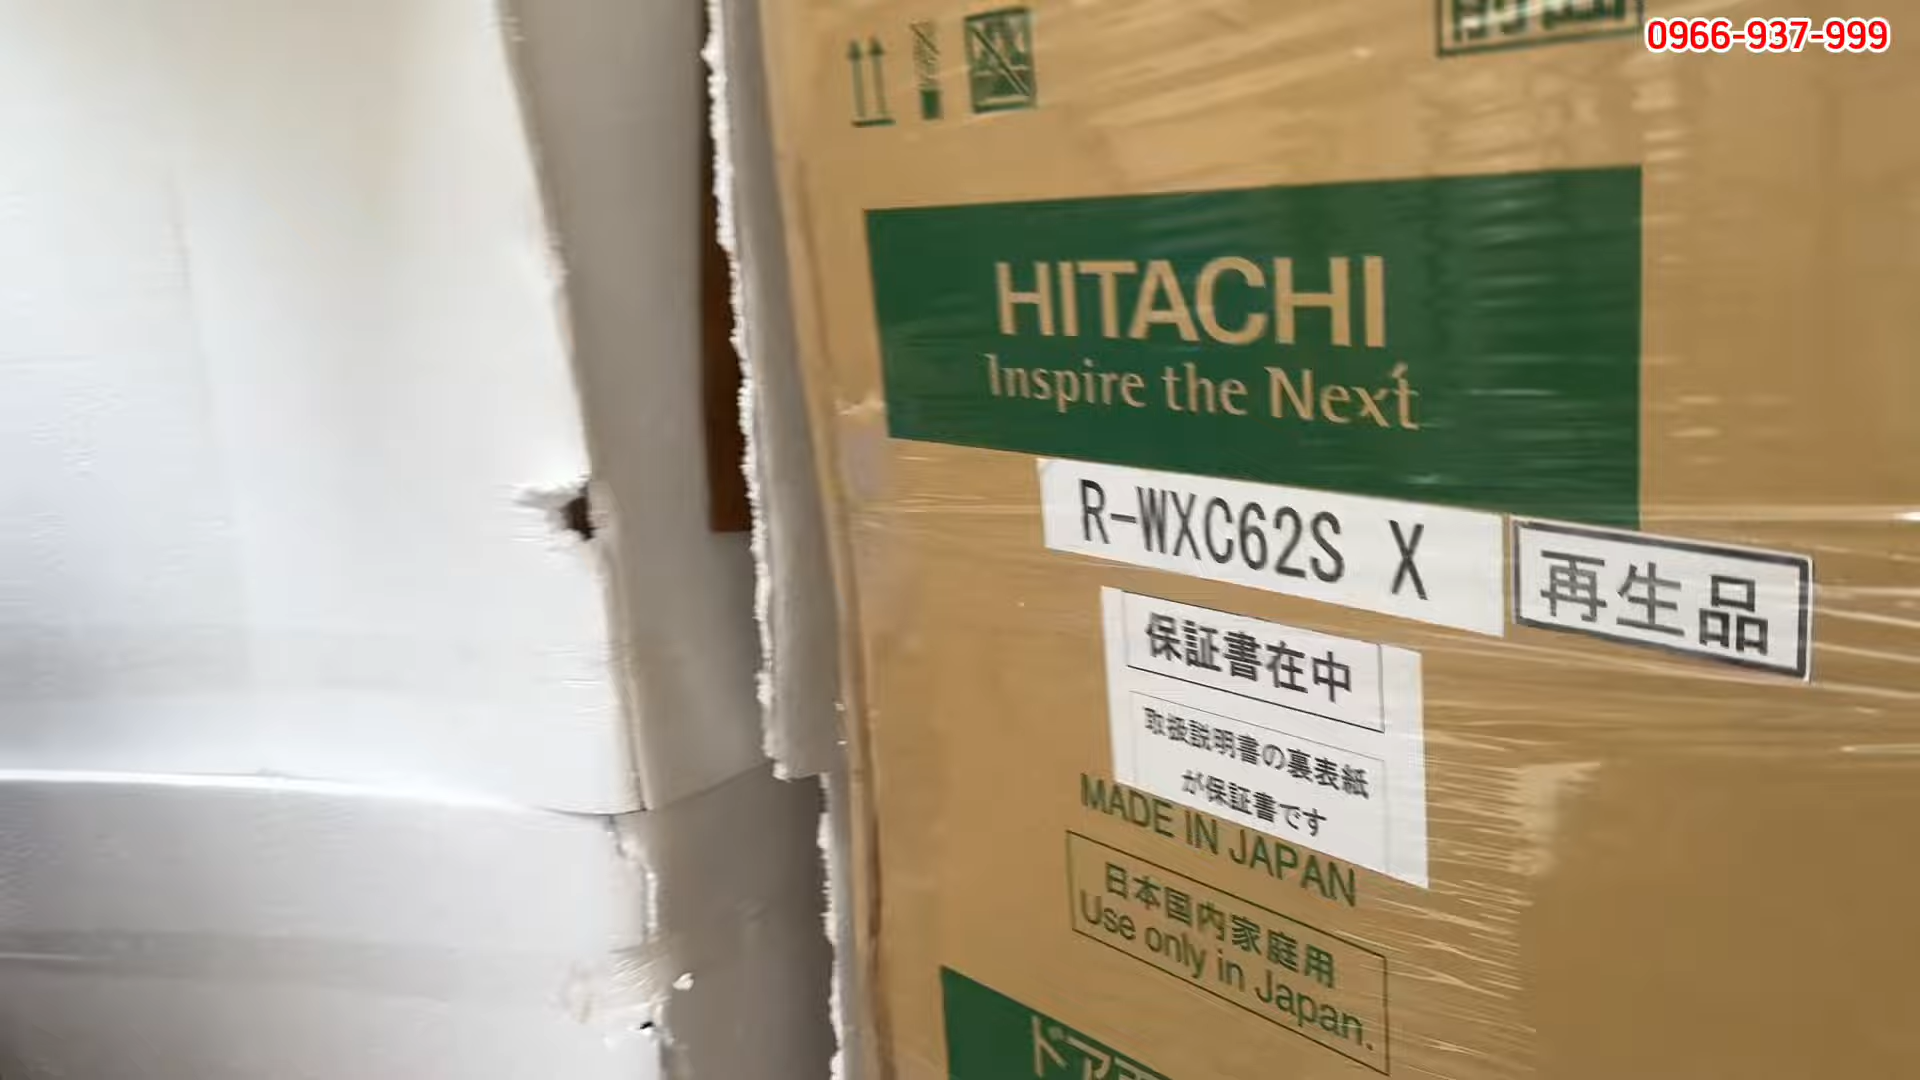 0966-937-999
HITACHI
Inspire the Next
R-WXC62S X
再生品
保証書在中
取扱説明書の裏表紙
が保証書です
MADE IN JAPAN
日本国内家庭用
Use only in Japan.
ドア